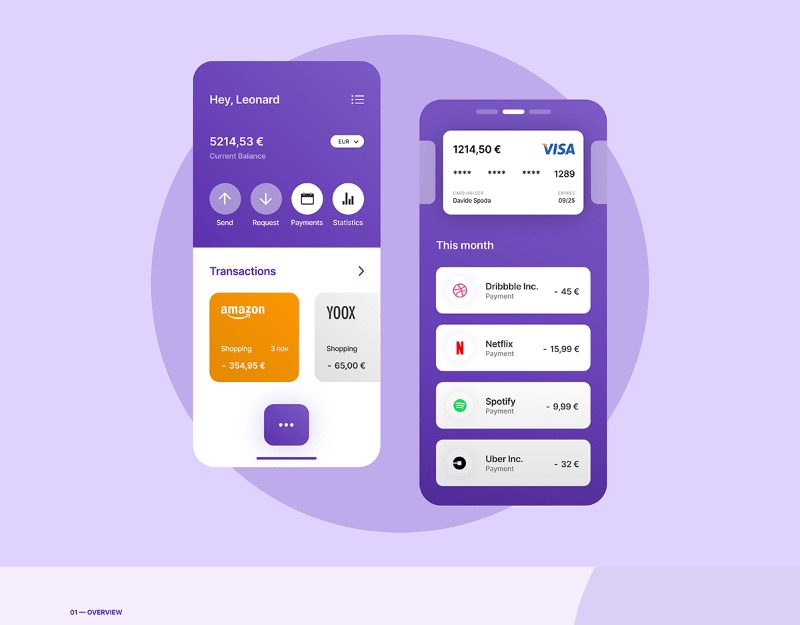 Hey, Leonard
5214,53 €
EUR
Current Balance
Send Request Payments Statistics
Transactions
amazon
Shopping 3 nov
- 354,95 €
YOOX
Shopping
- 65,00 €
1214,50 €
VISA
**** **** **** 1289
CARD HOLDER EXPIRES
Davide Spada 09/25
This month
Dribbble Inc.
Payment
- 45 €
Netflix
Payment
- 15,99 €
Spotify
Payment
- 9,99 €
Uber Inc.
Payment
- 32 €
01 — OVERVIEW